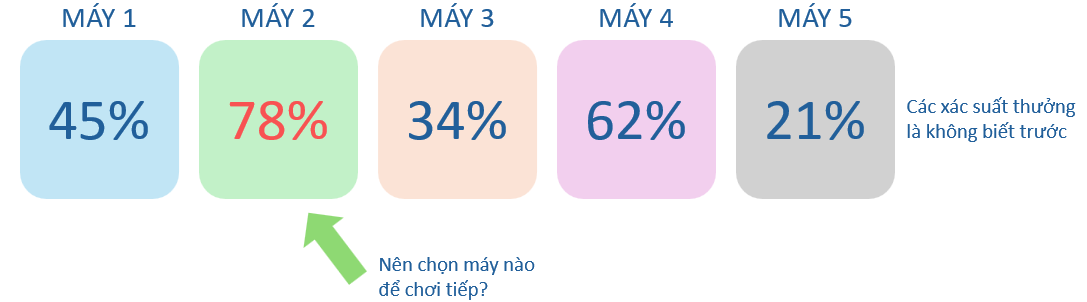 MÁY 1
MÁY 2
MÁY 3
MÁY 4
MÁY 5
45%
78%
34%
62%
21%
Các xác suất thưởng
là không biết trước
Nên chọn máy nào
để chơi tiếp?